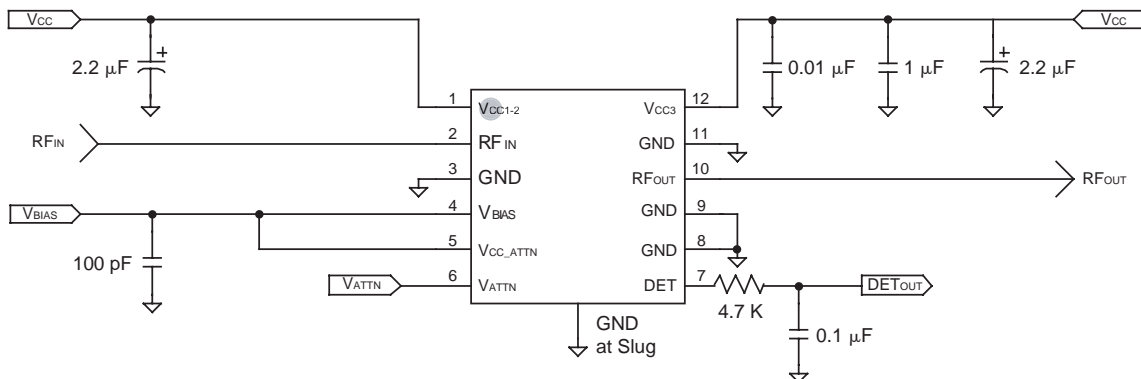 VCC
VCC
2.2 µF
+
0.01 µF
1 µF
+
2.2 µF
1
VCC1-2
VCC3
12
RFIN
2
RFIN
GND
11
3
GND
RFOUT
10
RFOUT
VBIAS
4
VBIAS
GND
9
5
VCC_ATTN
GND
8
100 pF
VATTN
6
VATTN
DET
7
DETOUT
4.7 K
GND
at Slug
0.1 µF